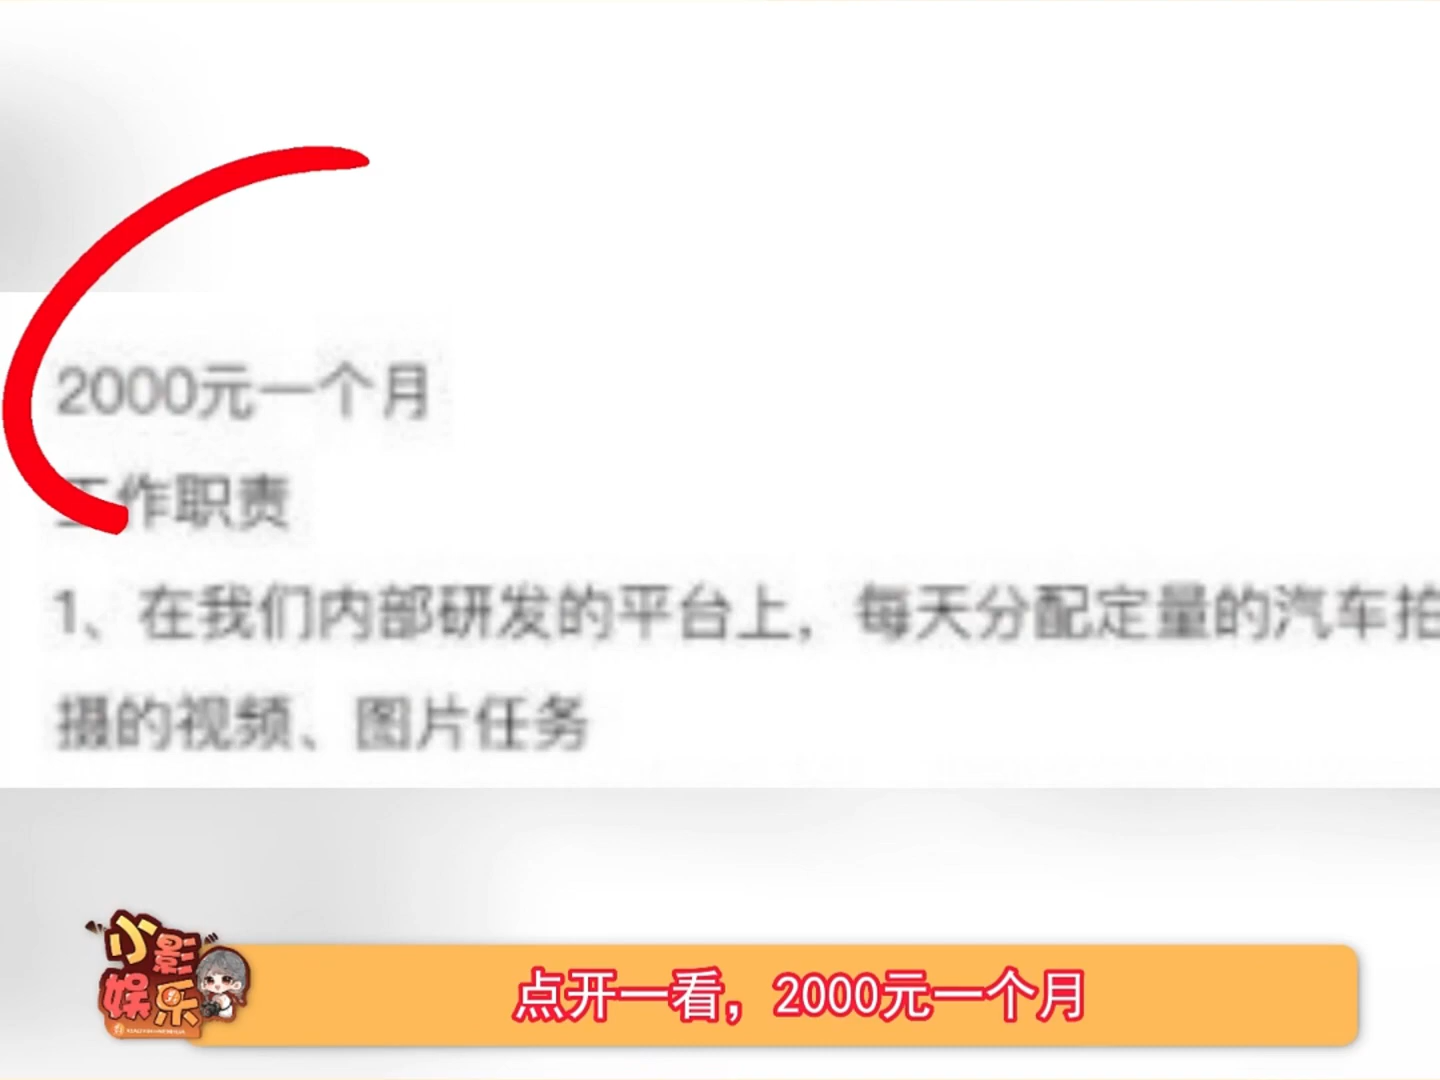 2000元一个月
工作职责
1、在我们内部研发的平台上，每天分配定量的汽车拍
摄的视频、图片任务
小影
娱乐
点开一看，2000元一个月